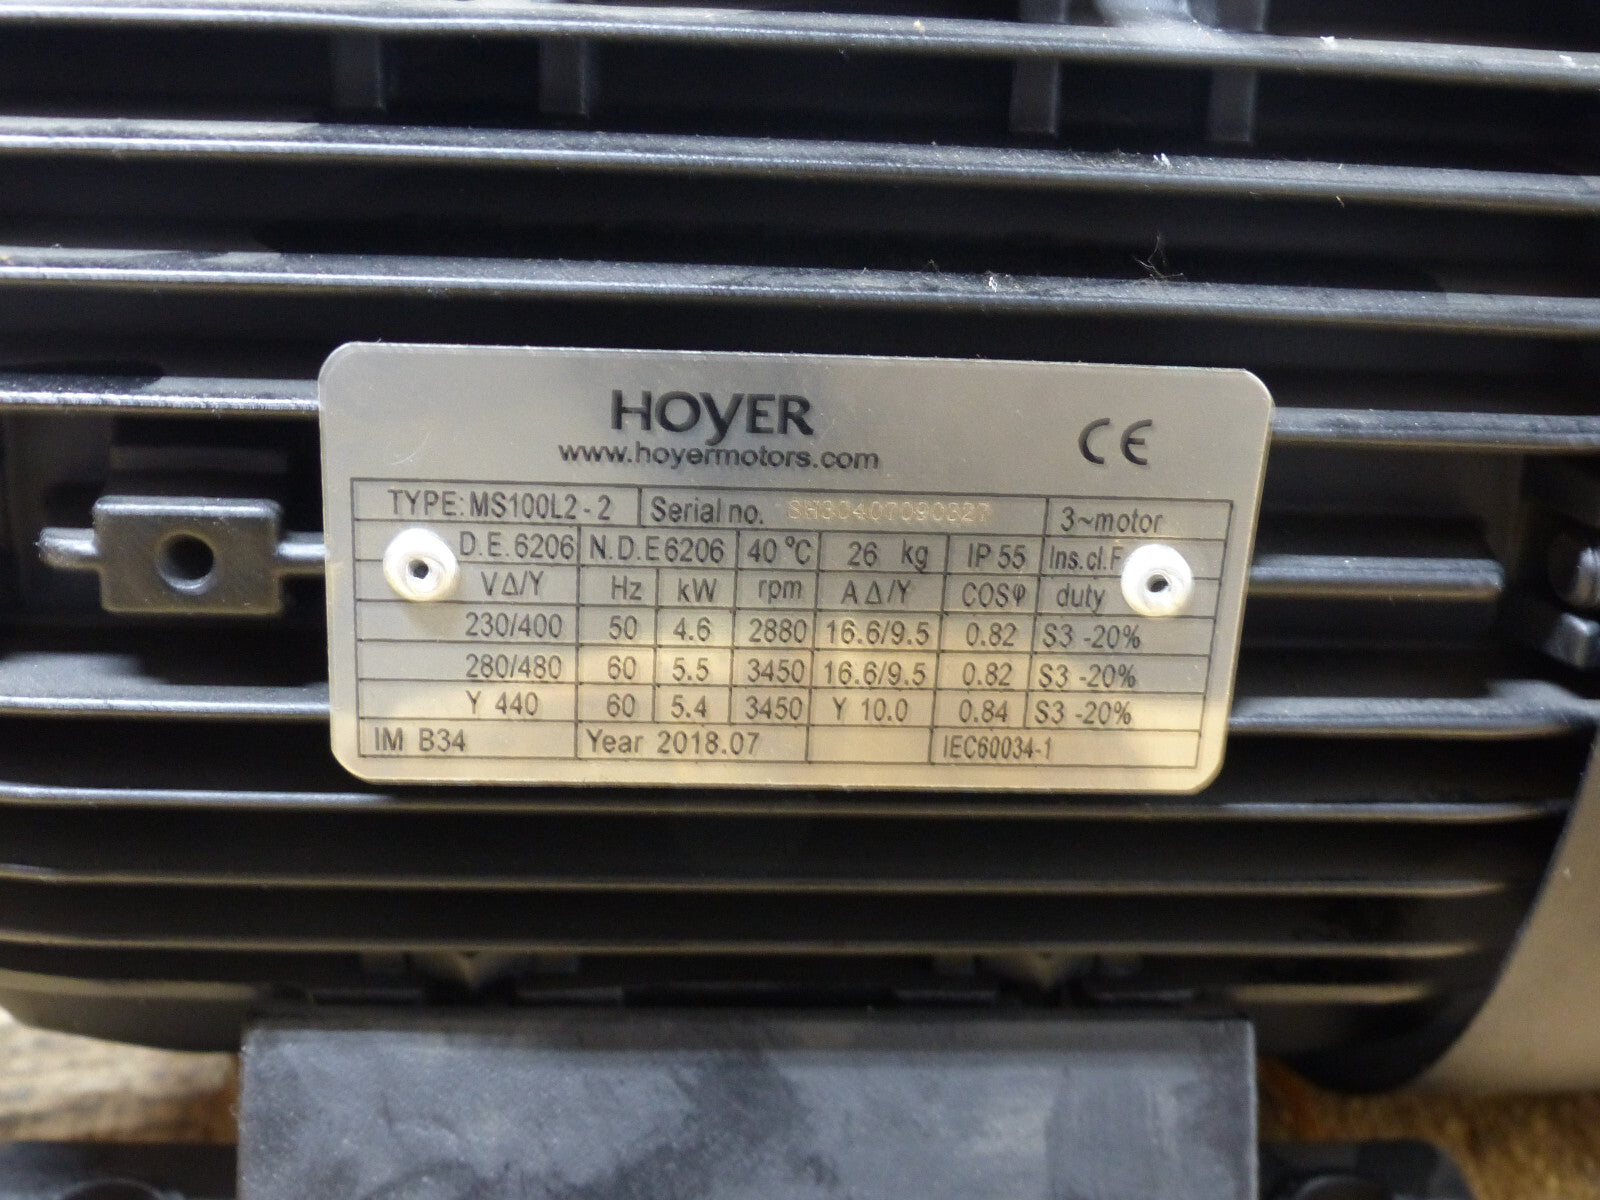 HOYER
www.hoyermotors.com
CE
TYPE: MS100L2-2 Serial no. 3~motor
D.E. 6206 N.D.E 6206 40 °C 26 kg IP 55 Ins.cl.F
V Δ/Y Hz kW rpm A Δ/Y COSφ duty
230/400 50 4.6 2880 16.6/9.5 0.82 S3 -20%
280/480 60 5.5 3450 16.6/9.5 0.82 S3 -20%
Y 440 60 5.4 3450 Y 10.0 0.84 S3 -20%
IM B34 Year 2018.07 IEC60034-1